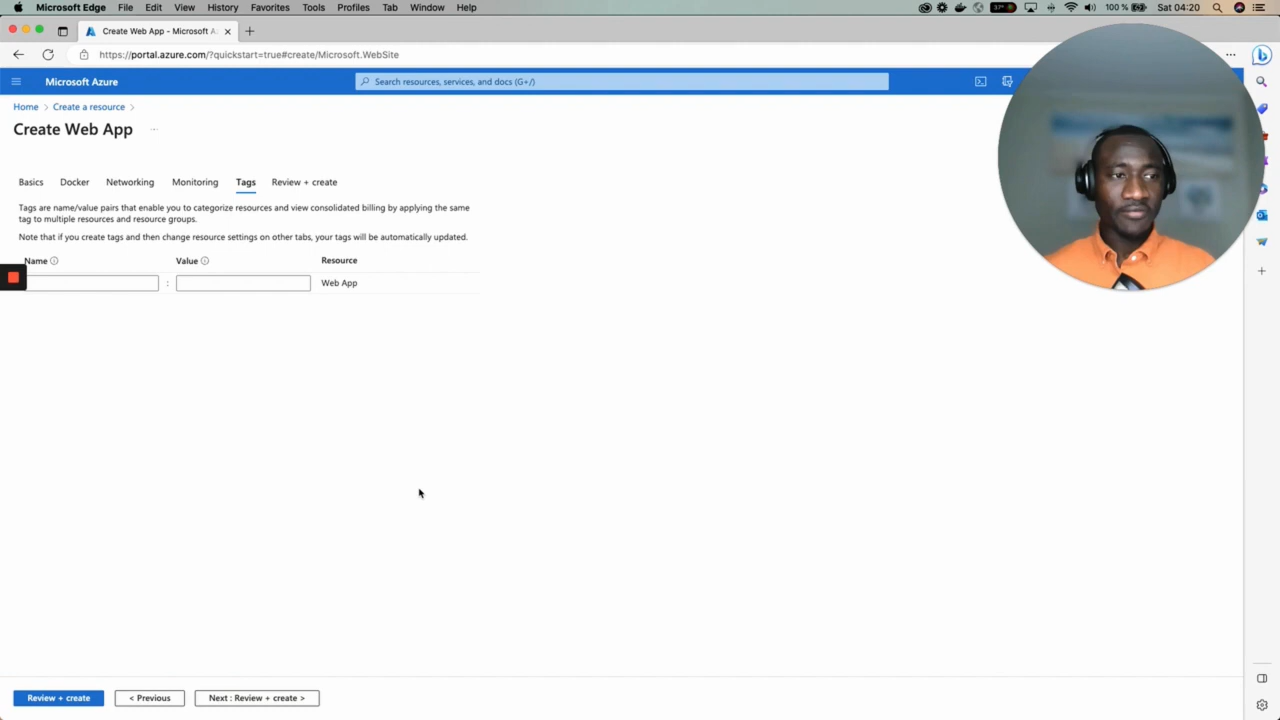 Microsoft Edge File Edit View History Favorites Tools Profiles Tab Window Help 37° 100 % Sat 04:20
Create Web App - Microsoft A
https://portal.azure.com/?quickstart=true#create/Microsoft.WebSite
Microsoft Azure
Search resources, services, and docs (G+/)
Home > Create a resource >
Create Web App ...
Basics Docker Networking Monitoring Tags Review + create
Tags are name/value pairs that enable you to categorize resources and view consolidated billing by applying the same
tag to multiple resources and resource groups.
Note that if you create tags and then change resource settings on other tabs, your tags will be automatically updated.
Name Value Resource
: Web App
Review + create < Previous Next : Review + create >